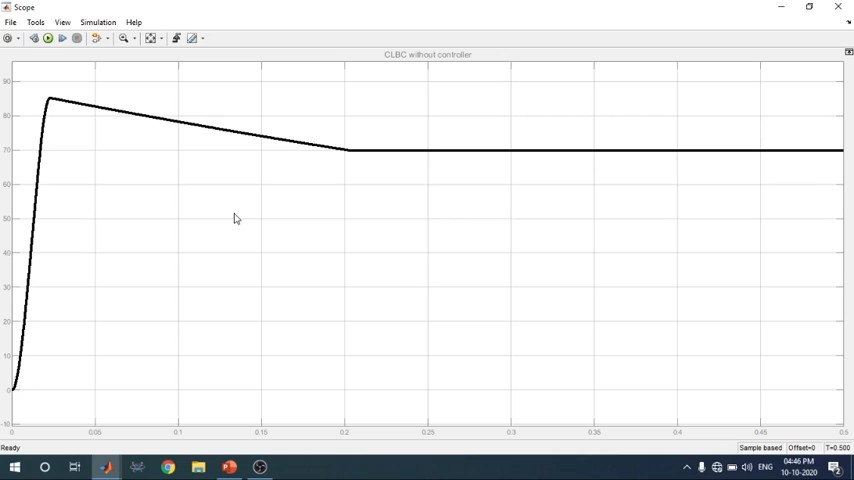 Scope
File Tools View Simulation Help
CLBC without controller
90
80
70
60
50
40
30
20
10
0
-10
0 0.05 0.1 0.15 0.2 0.25 0.3 0.35 0.4 0.45 0.5
Ready Sample based Offset=0 T=0.500
ENG 04:46 PM
10-10-2020
2